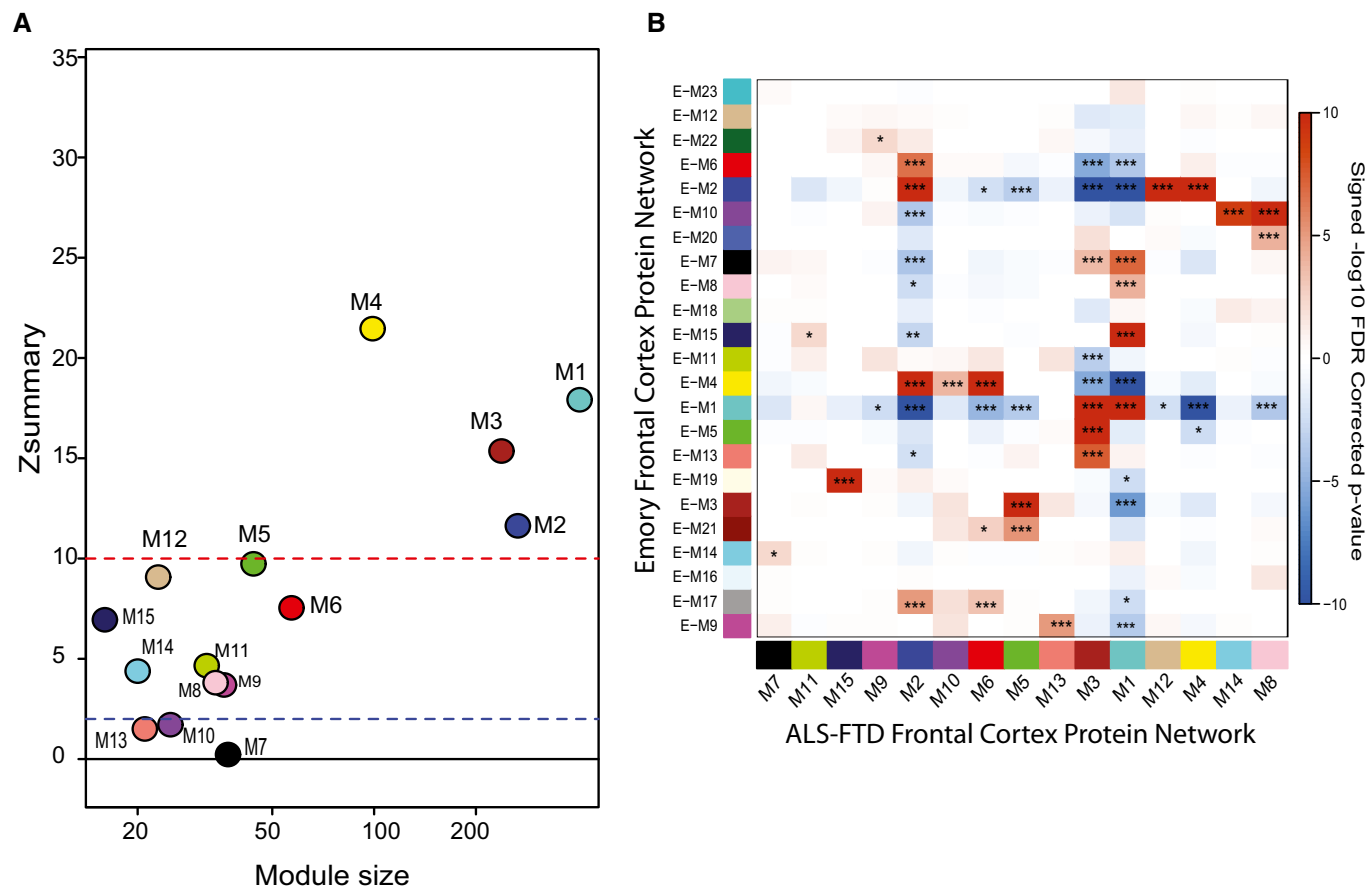 A
35
30
25
20
15
10
5
0
Zsummary
M4
M1
M3
M2
M12
M5
M6
M15
M14
M11
M8
M9
M13
M10
M7
20
50
100
200
Module size
B
Emory Frontal Cortex Protein Network
E−M23
E−M12
E−M22 *
E−M6 *** *** ***
E−M2 *** * *** *** *** *** ***
E−M10 *** *** ***
E−M20 ***
E−M7 *** *** ***
E−M8 * ***
E−M18
E−M15 * ** ***
E−M11 ***
E−M4 *** *** *** *** ***
E−M1 * *** *** *** *** *** * *** ***
E−M5 *** *
E−M13 * ***
E−M19 *** *
E−M3 *** ***
E−M21 * ***
E−M14 *
E−M16
E−M17 *** *** *
E−M9 *** ***
M7 M11 M15 M9 M2 M10 M6 M5 M13 M3 M1 M12 M4 M14 M8
ALS-FTD Frontal Cortex Protein Network
10
5
0
−5
−10
Signed -log10 FDR Corrected p-value